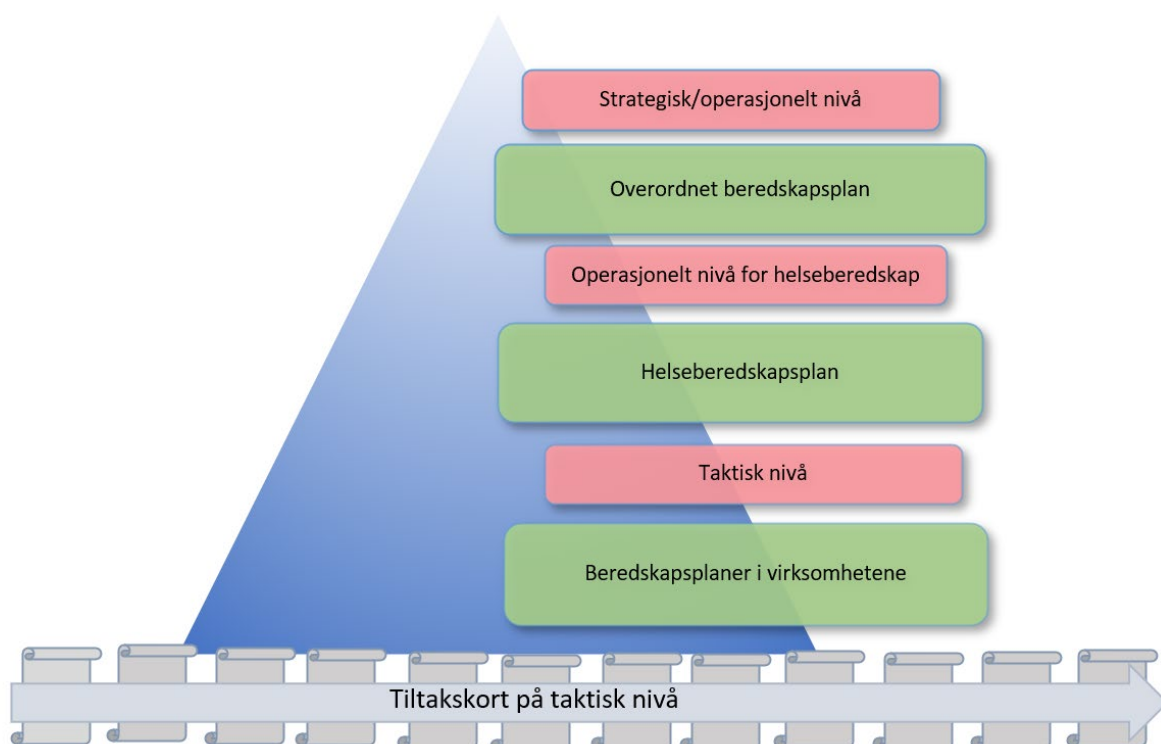 Strategisk/operasjonelt nivå
Overordnet beredskapsplan
Operasjonelt nivå for helseberedskap
Helseberedskapsplan
Taktisk nivå
Beredskapsplaner i virksomhetene
Tiltakskort på taktisk nivå